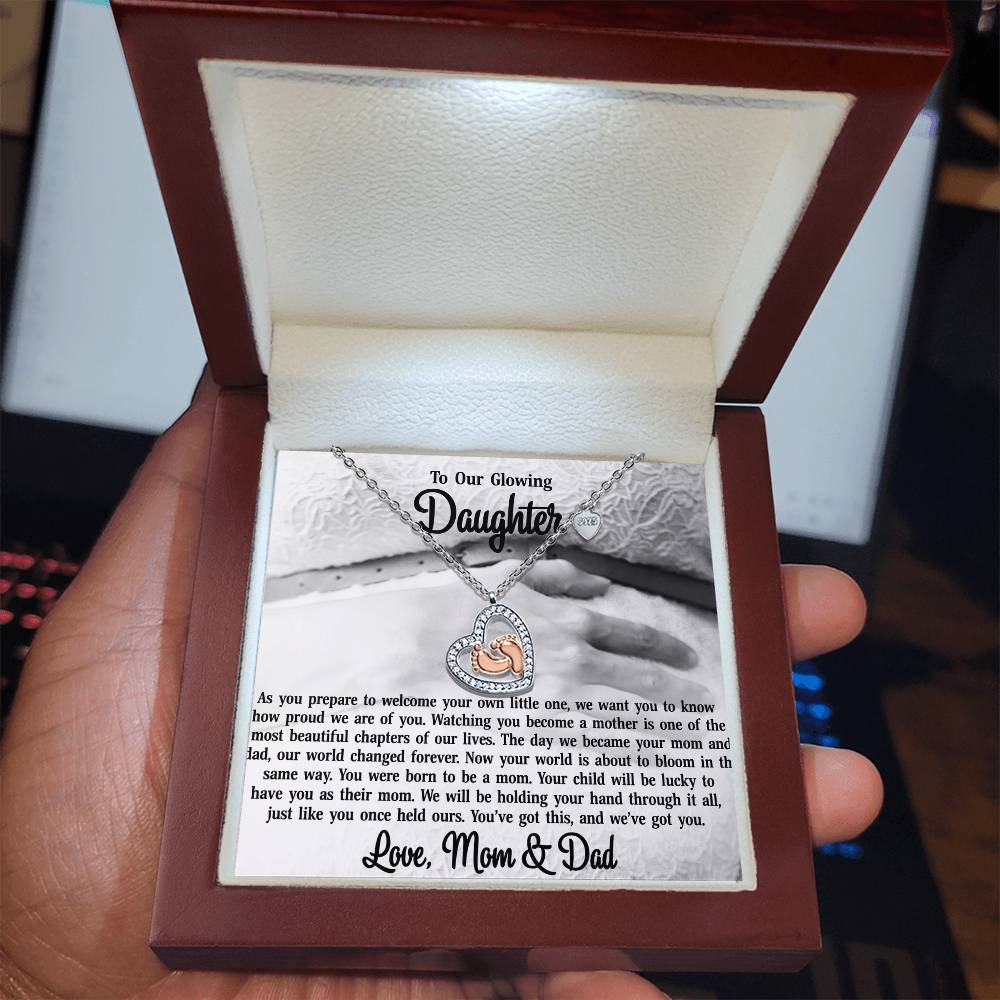 To Our Glowing
Daughter
As you prepare to welcome your own little one, we want you to know
how proud we are of you. Watching you become a mother is one of the
most beautiful chapters of our lives. The day we became your mom and
dad, our world changed forever. Now your world is about to bloom in th
same way. You were born to be a mom. Your child will be lucky to
have you as their mom. We will be holding your hand through it all,
just like you once held ours. You've got this, and we've got you.
Love, Mom & Dad